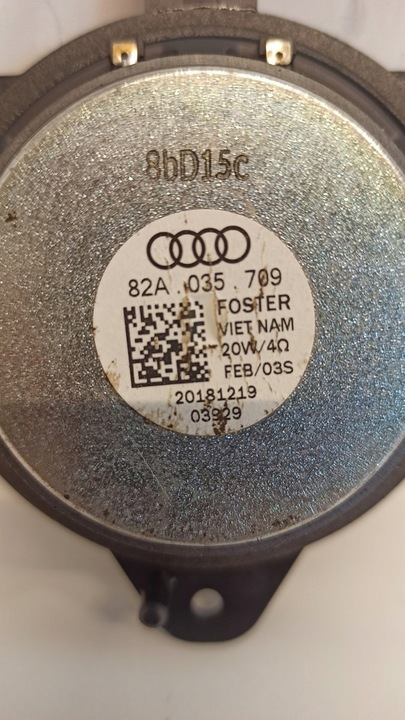 8bD15c
82A.035.709
FOSTER
VIET NAM
20W/4Ω
FEB/03S
20181219
03929